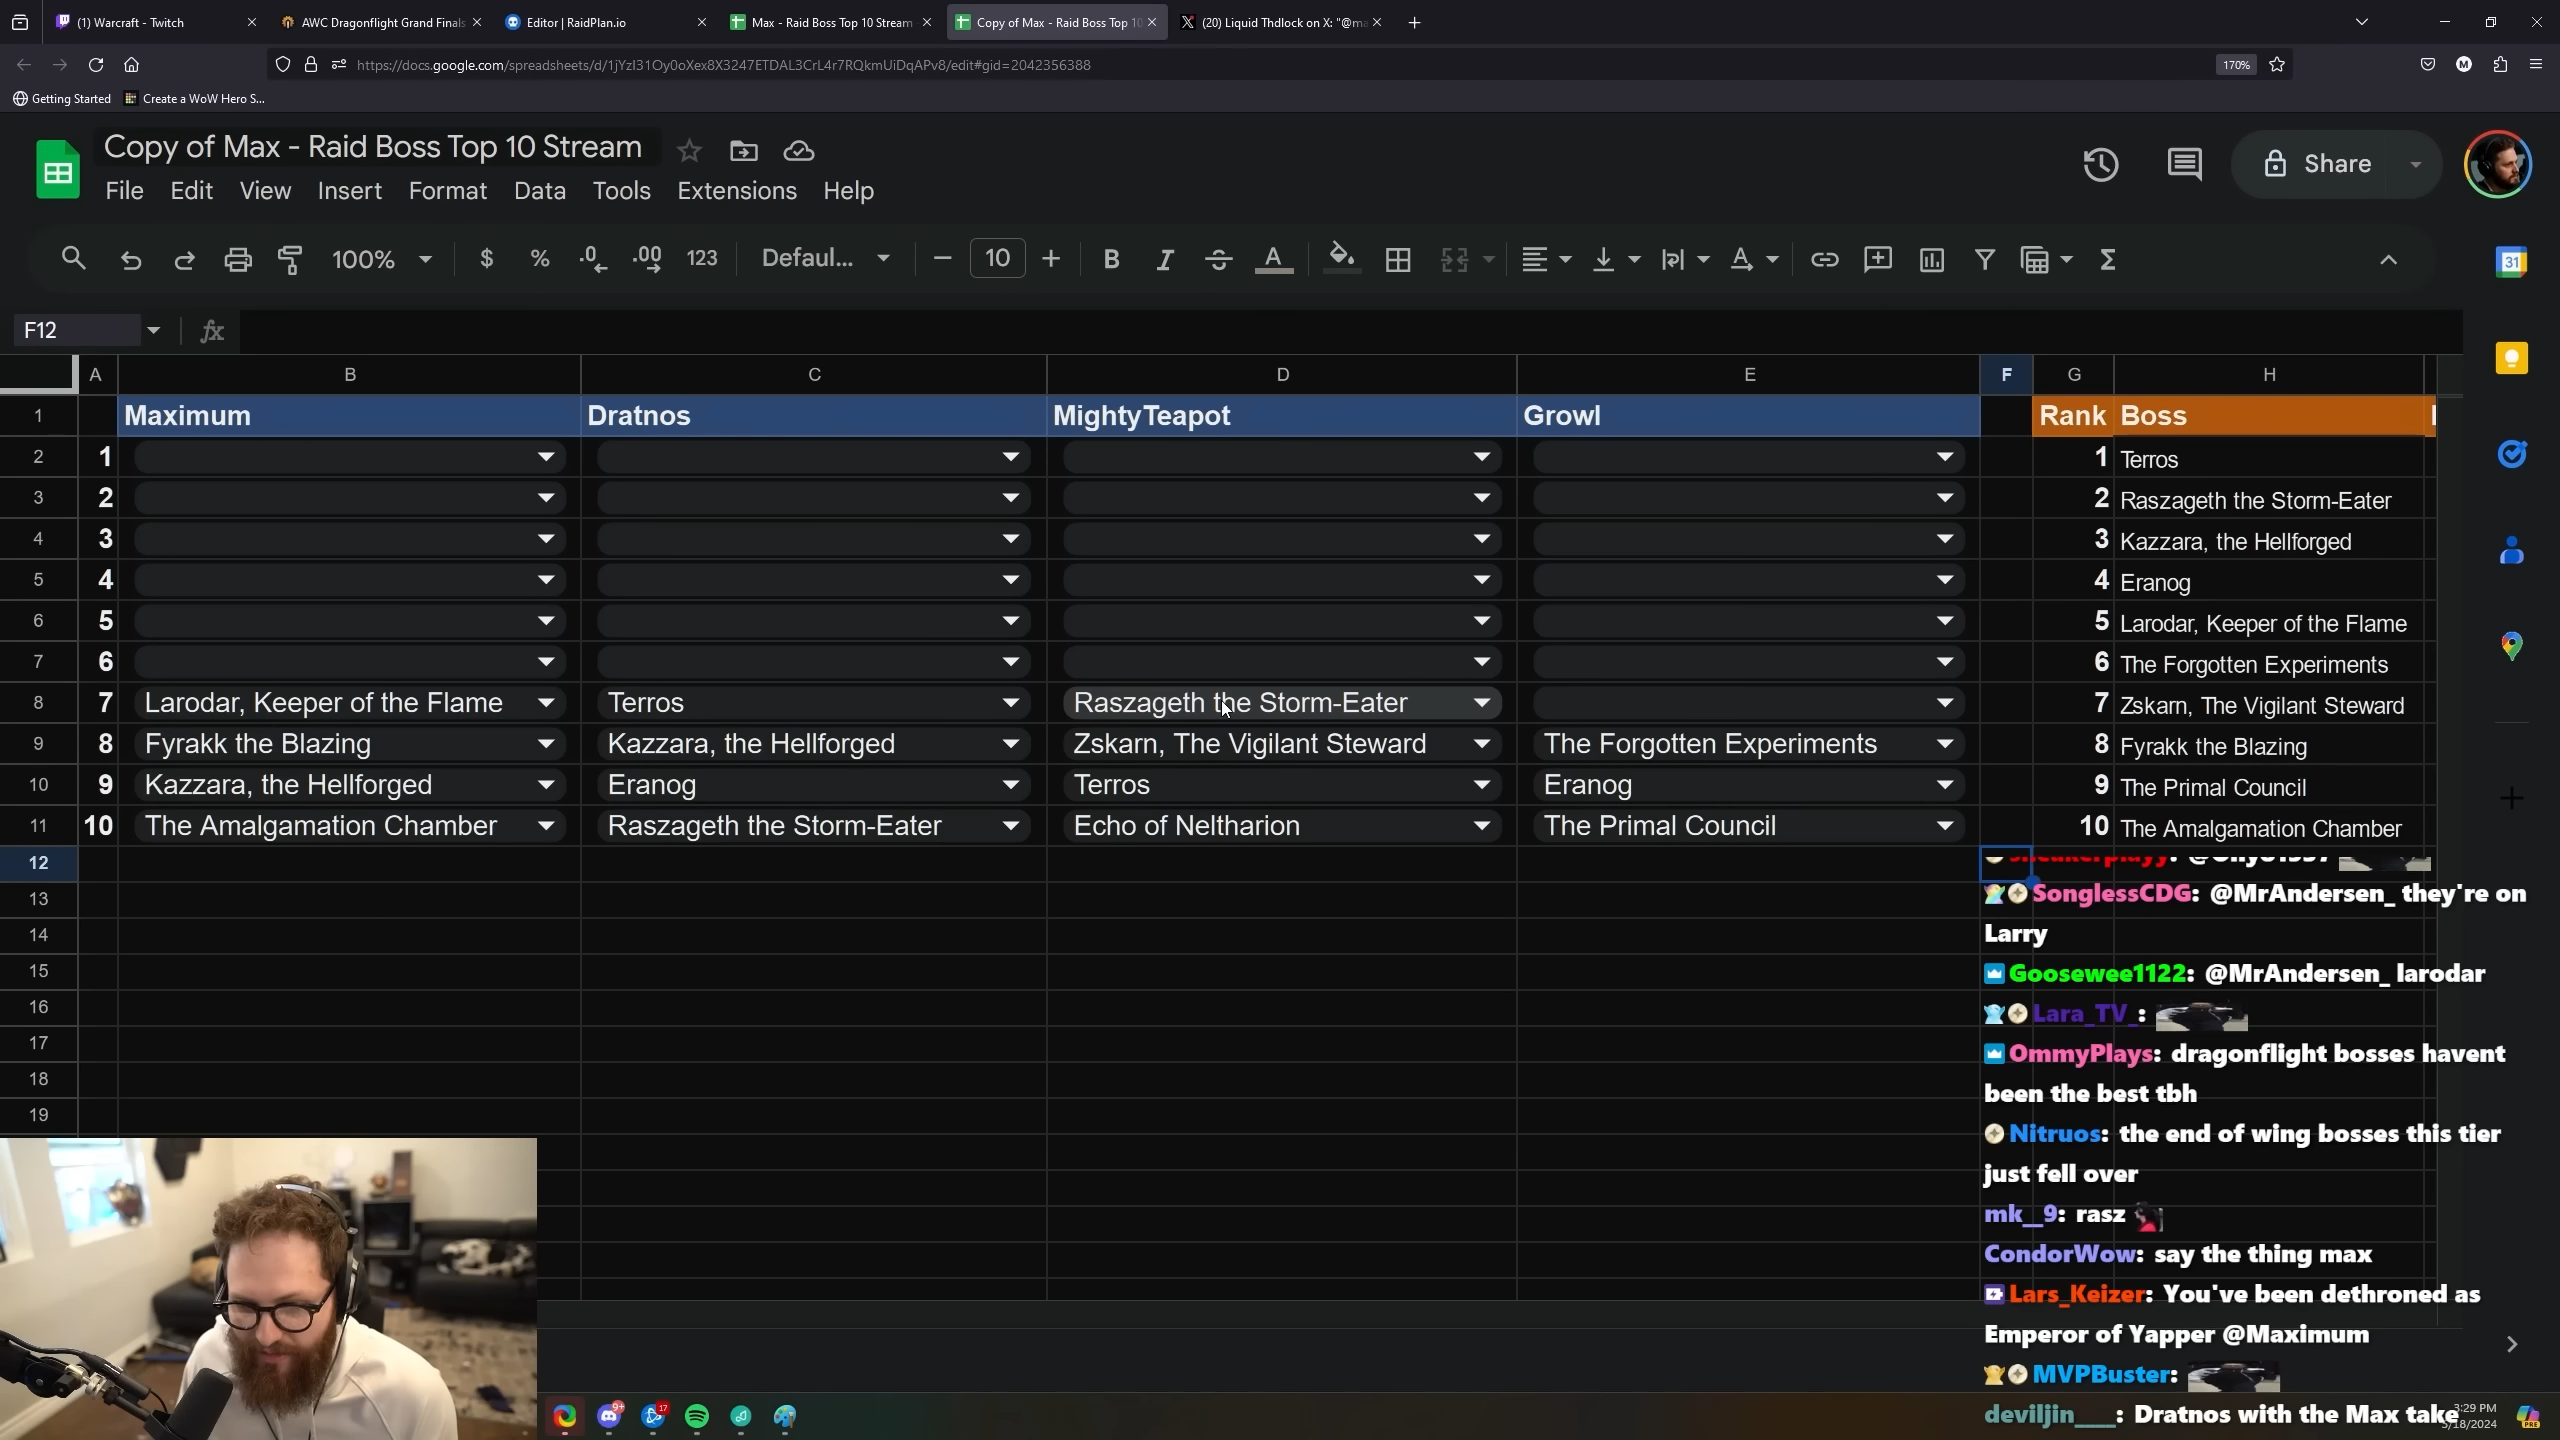 (1) Warcraft - Twitch
AWC Dragonflight Grand Finals
Editor | RaidPlan.io
Max - Raid Boss Top 10 Stream
Copy of Max - Raid Boss Top 10
(20) Liquid Thdlock on X: "@ma
https://docs.google.com/spreadsheets/d/1jYzI31Oy0oXex8X3247ETDAL3CrL4r7RQkmUiDqAPv8/edit#gid=2042356388
170%
Getting Started
Create a WoW Hero S...
Copy of Max - Raid Boss Top 10 Stream
File Edit View Insert Format Data Tools Extensions Help
Share
100% $ % .0 .00 123 Defaul... 10
F12
A B C D E F G H
1 Maximum Dratnos MightyTeapot Growl Rank Boss
2 1 1 Terros
3 2 2 Raszageth the Storm-Eater
4 3 3 Kazzara, the Hellforged
5 4 4 Eranog
6 5 5 Larodar, Keeper of the Flame
7 6 6 The Forgotten Experiments
8 7 Larodar, Keeper of the Flame Terros Raszageth the Storm-Eater 7 Zskarn, The Vigilant Steward
9 8 Fyrakk the Blazing Kazzara, the Hellforged Zskarn, The Vigilant Steward The Forgotten Experiments 8 Fyrakk the Blazing
10 9 Kazzara, the Hellforged Eranog Terros Eranog 9 The Primal Council
11 10 The Amalgamation Chamber Raszageth the Storm-Eater Echo of Neltharion The Primal Council 10 The Amalgamation Chamber
12
13
14
15
16
17
18
19
SonglessCDG: @MrAndersen_ they're on
Larry
Goosewee1122: @MrAndersen_ larodar
Lara_TV_:
OmmyPlays: dragonflight bosses havent
been the best tbh
Nitruos: the end of wing bosses this tier
just fell over
mk__9: rasz
CondorWow: say the thing max
Lars_Keizer: You've been dethroned as
Emperor of Yapper @Maximum
MVPBuster:
deviljin____: Dratnos with the Max take
3:29 PM